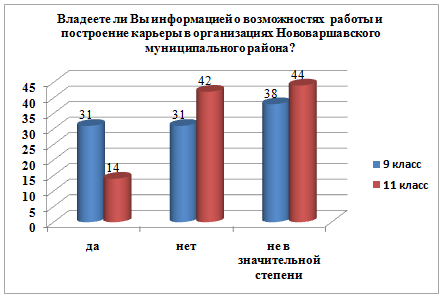 Владеете ли Вы информацией о возможностях работы и
построение карьеры в организациях Нововаршавского
муниципального района?
45
40
35
30
25
20
15
10
5
0
31
14
31
42
38
44
да
нет
не в
значительной
степени
9 класс
11 класс